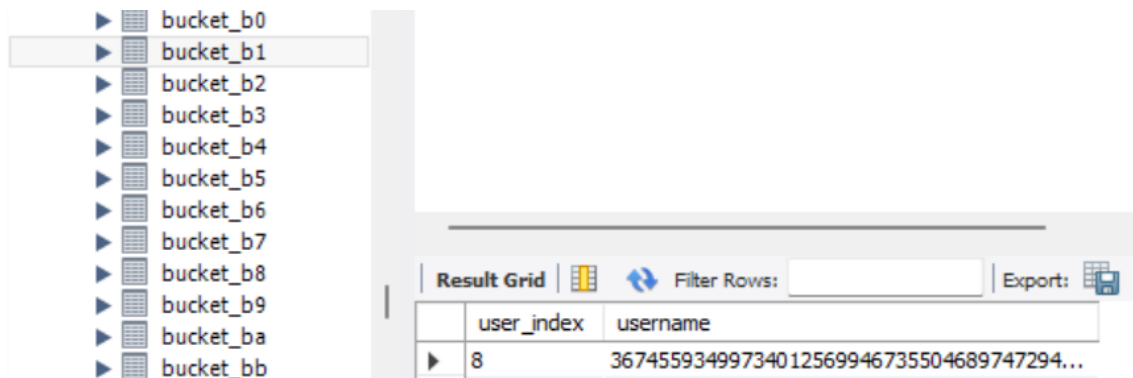 bucket_b0
bucket_b1
bucket_b2
bucket_b3
bucket_b4
bucket_b5
bucket_b6
bucket_b7
bucket_b8
bucket_b9
bucket_ba
bucket_bb
Result Grid Filter Rows: Export:
user_index username
8 36745593499734012569946735504689747294...